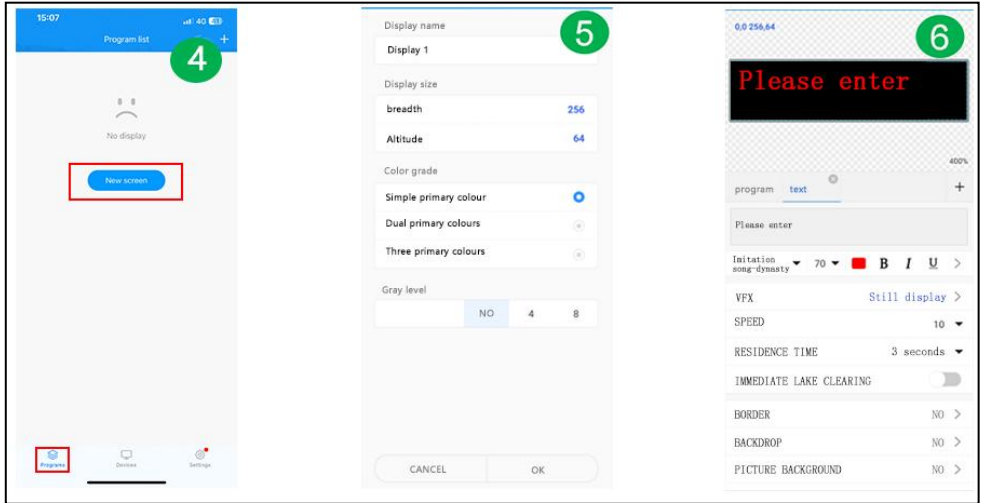 15:07
4G 43
Program list
+
4
No display
New screen
Programs
Devices
Settings
5
Display name
Display 1
Display size
breadth 256
Altitude 64
Color grade
Simple primary colour
Dual primary colours
Three primary colours
Gray level
NO 4 8
CANCEL OK
6
0,0 256,64
Please enter
400%
program text +
Please enter
Imitation
song-dynasty 70 B I U
VFX Still display
SPEED 10
RESIDENCE TIME 3 seconds
IMMEDIATE LAKE CLEARING
BORDER NO
BACKDROP NO
PICTURE BACKGROUND NO